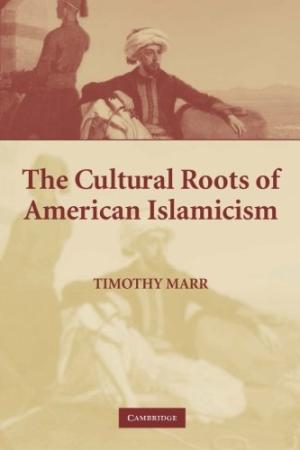 The Cultural Roots of
American Islamicism
TIMOTHY MARR
CAMBRIDGE